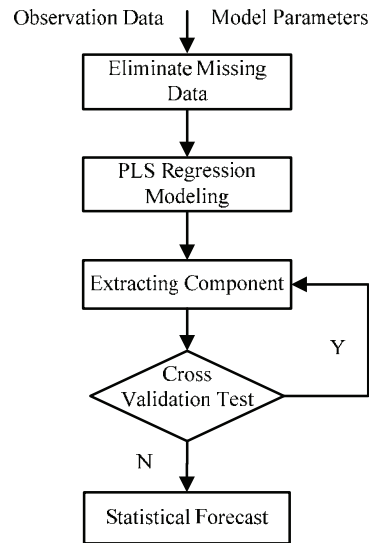 Observation Data
Model Parameters
Eliminate Missing
Data
PLS Regression
Modeling
Extracting Component
Y
Cross
Validation Test
N
Statistical Forecast